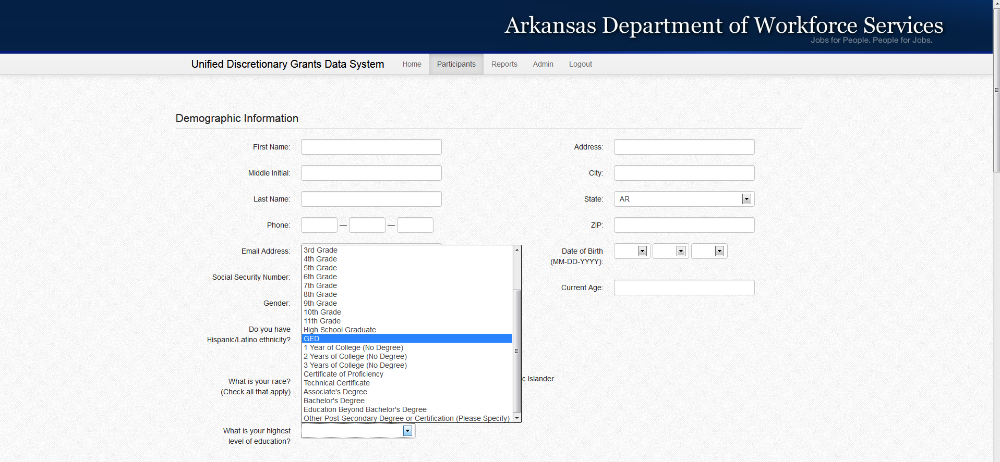 Arkansas Department of Workforce Services
Jobs for People. People for Jobs.
Unified Discretionary Grants Data System Home Participants Reports Admin Logout
Demographic Information
First Name:
Middle Initial:
Last Name:
Phone: — —
Email Address:
Social Security Number:
Gender:
Do you have
Hispanic/Latino ethnicity?
What is your race?
(Check all that apply)
3rd Grade
4th Grade
5th Grade
6th Grade
7th Grade
8th Grade
9th Grade
10th Grade
11th Grade
High School Graduate
GED
1 Year of College (No Degree)
2 Years of College (No Degree)
3 Years of College (No Degree)
Certificate of Proficiency
Technical Certificate
Associate's Degree
Bachelor's Degree
Education Beyond Bachelor's Degree
Other Post-Secondary Degree or Certification (Please Specify)
What is your highest
level of education?
Address:
City:
State: AR
ZIP:
Date of Birth
(MM-DD-YYYY):
Current Age:
ic Islander